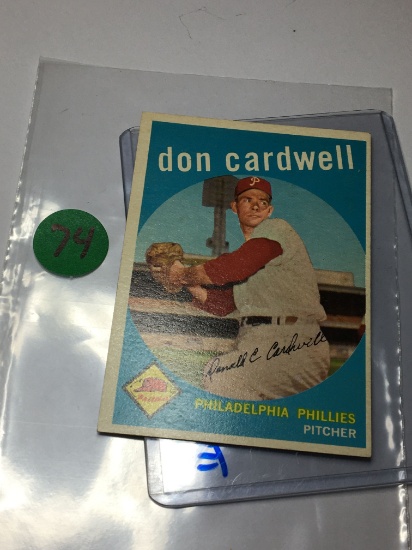 don cardwell
74
P
Donald E. Cardwell
PHILADELPHIA PHILLIES
PITCHER